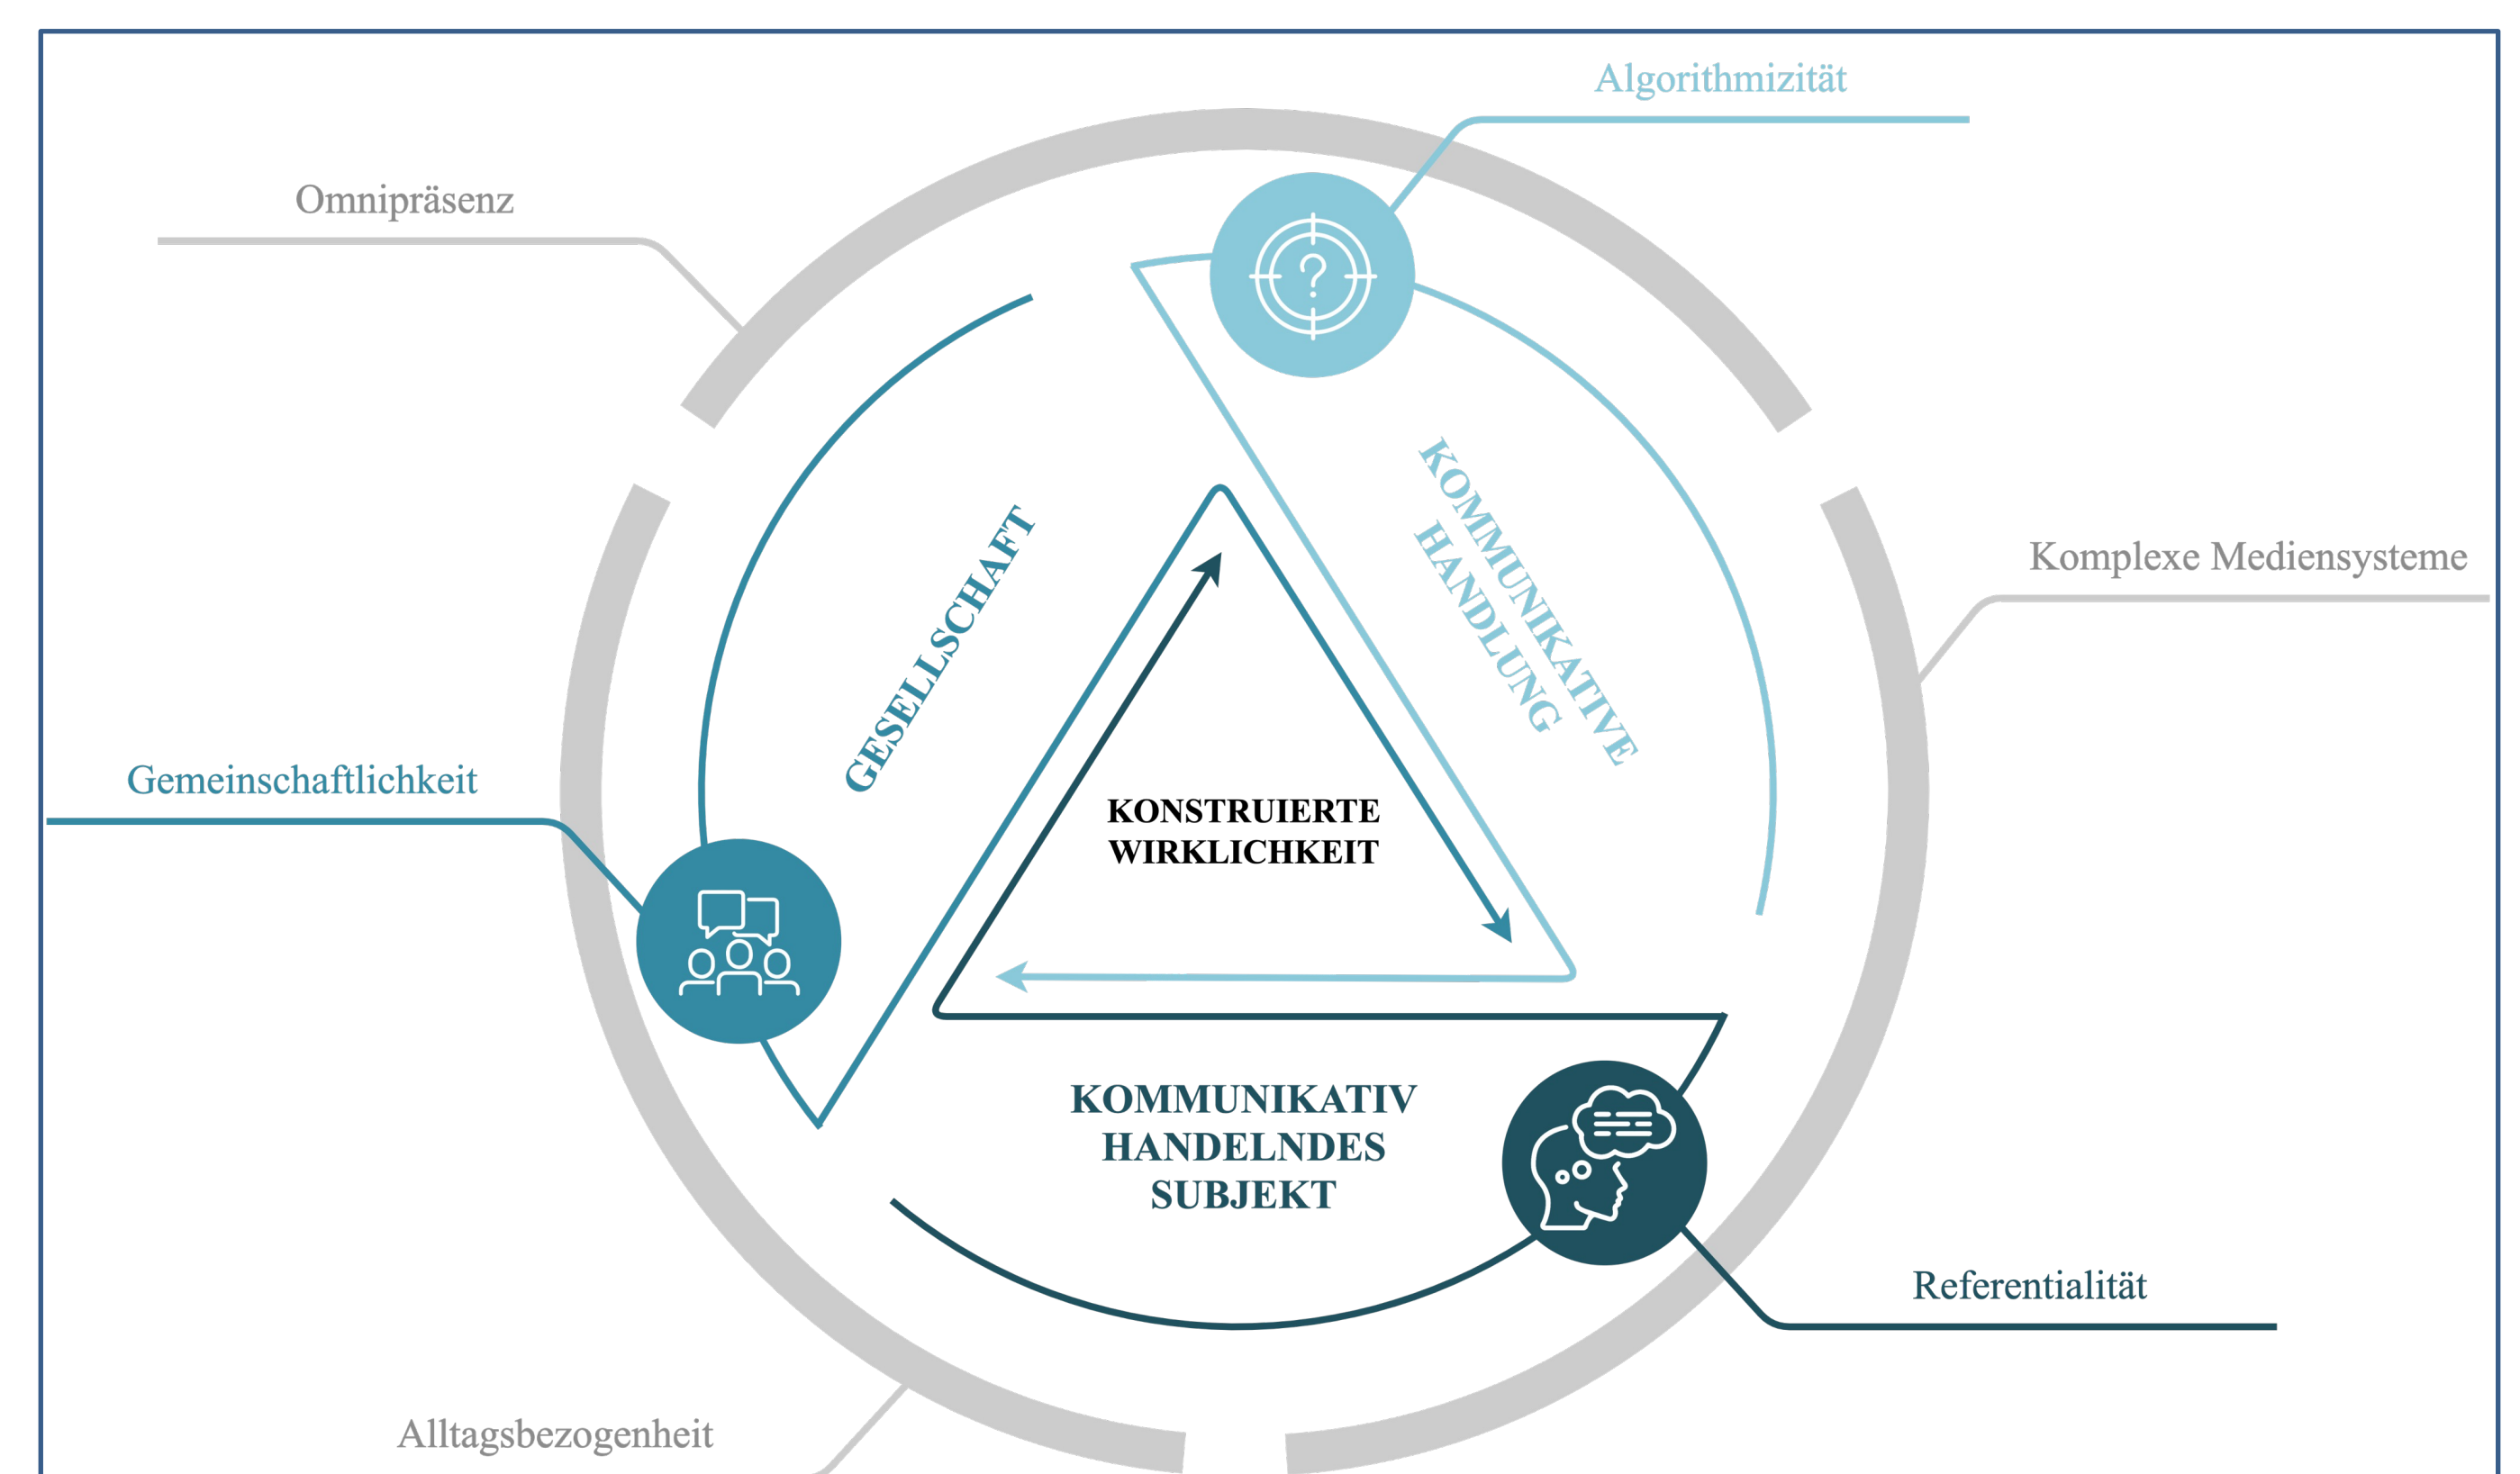 Algorithmizität
Omnipräsenz
KOMMUNIKATIVE
HANDLUNG
GESELLSCHAFT
Komplexe Mediensysteme
Gemeinschaftlichkeit
KONSTRUIERTE
WIRKLICHKEIT
KOMMUNIKATIV
HANDELNDES
SUBJEKT
Referentialität
Alltagsbezogenheit
?